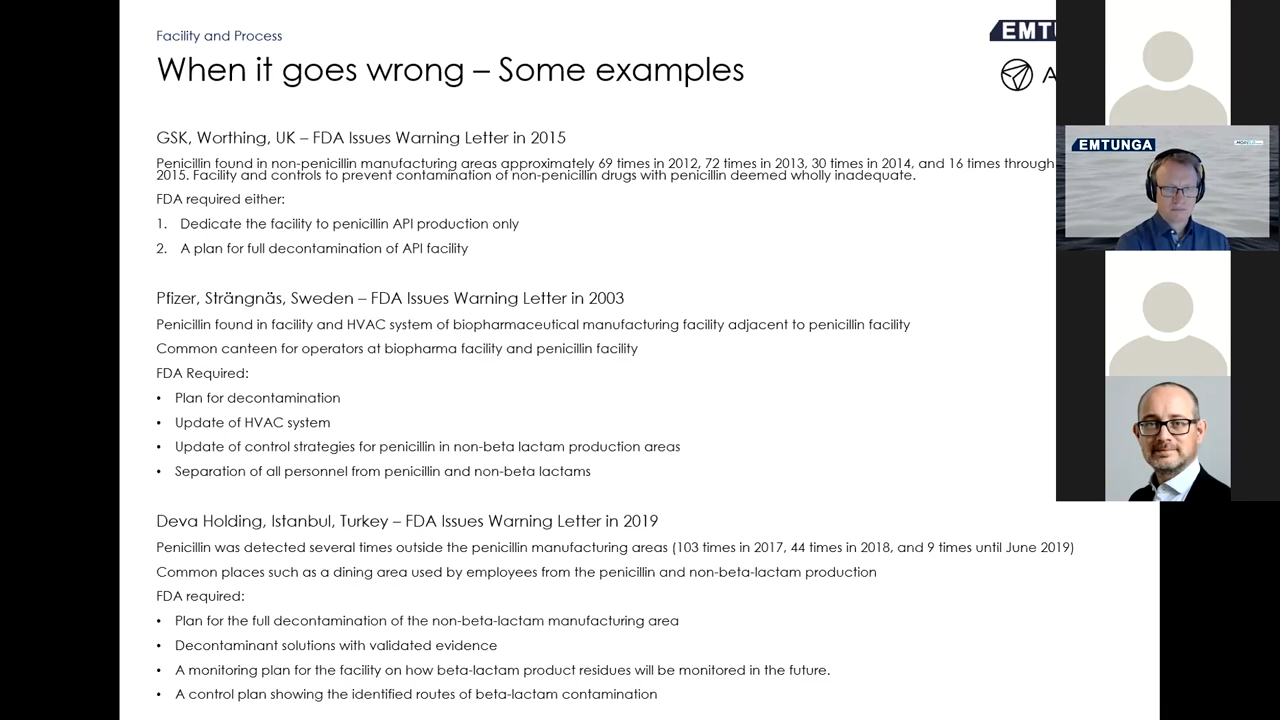 Facility and Process
When it goes wrong – Some examples
EMTU
A
EMTUNGA
GSK, Worthing, UK – FDA Issues Warning Letter in 2015
Penicillin found in non-penicillin manufacturing areas approximately 69 times in 2012, 72 times in 2013, 30 times in 2014, and 16 times through
2015. Facility and controls to prevent contamination of non-penicillin drugs with penicillin deemed wholly inadequate.
FDA required either:
1. Dedicate the facility to penicillin API production only
2. A plan for full decontamination of API facility
Pfizer, Strängnäs, Sweden – FDA Issues Warning Letter in 2003
Penicillin found in facility and HVAC system of biopharmaceutical manufacturing facility adjacent to penicillin facility
Common canteen for operators at biopharma facility and penicillin facility
FDA Required:
• Plan for decontamination
• Update of HVAC system
• Update of control strategies for penicillin in non-beta lactam production areas
• Separation of all personnel from penicillin and non-beta lactams
Deva Holding, Istanbul, Turkey – FDA Issues Warning Letter in 2019
Penicillin was detected several times outside the penicillin manufacturing areas (103 times in 2017, 44 times in 2018, and 9 times until June 2019)
Common places such as a dining area used by employees from the penicillin and non-beta-lactam production
FDA required:
• Plan for the full decontamination of the non-beta-lactam manufacturing area
• Decontaminant solutions with validated evidence
• A monitoring plan for the facility on how beta-lactam product residues will be monitored in the future.
• A control plan showing the identified routes of beta-lactam contamination